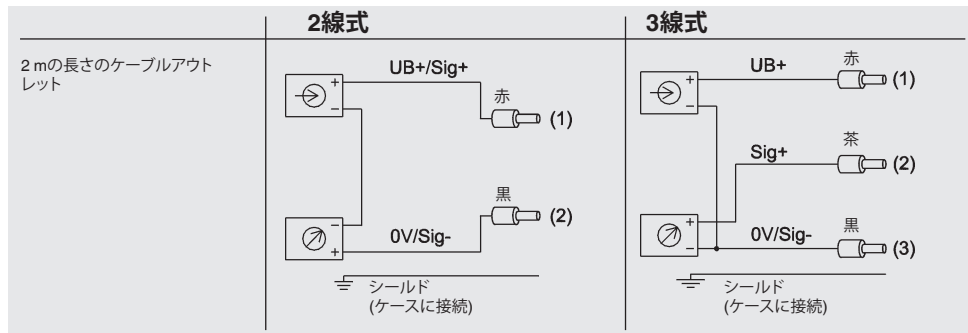 2線式
3線式
2 mの長さのケーブルアウト
レット
UB+/Sig+
赤
(1)
+
−
黒
(2)
−
+
0V/Sig-
シールド
(ケースに接続)
UB+
赤
(1)
+
−
茶
Sig+
(2)
+
−
黒
0V/Sig-
(3)
シールド
(ケースに接続)